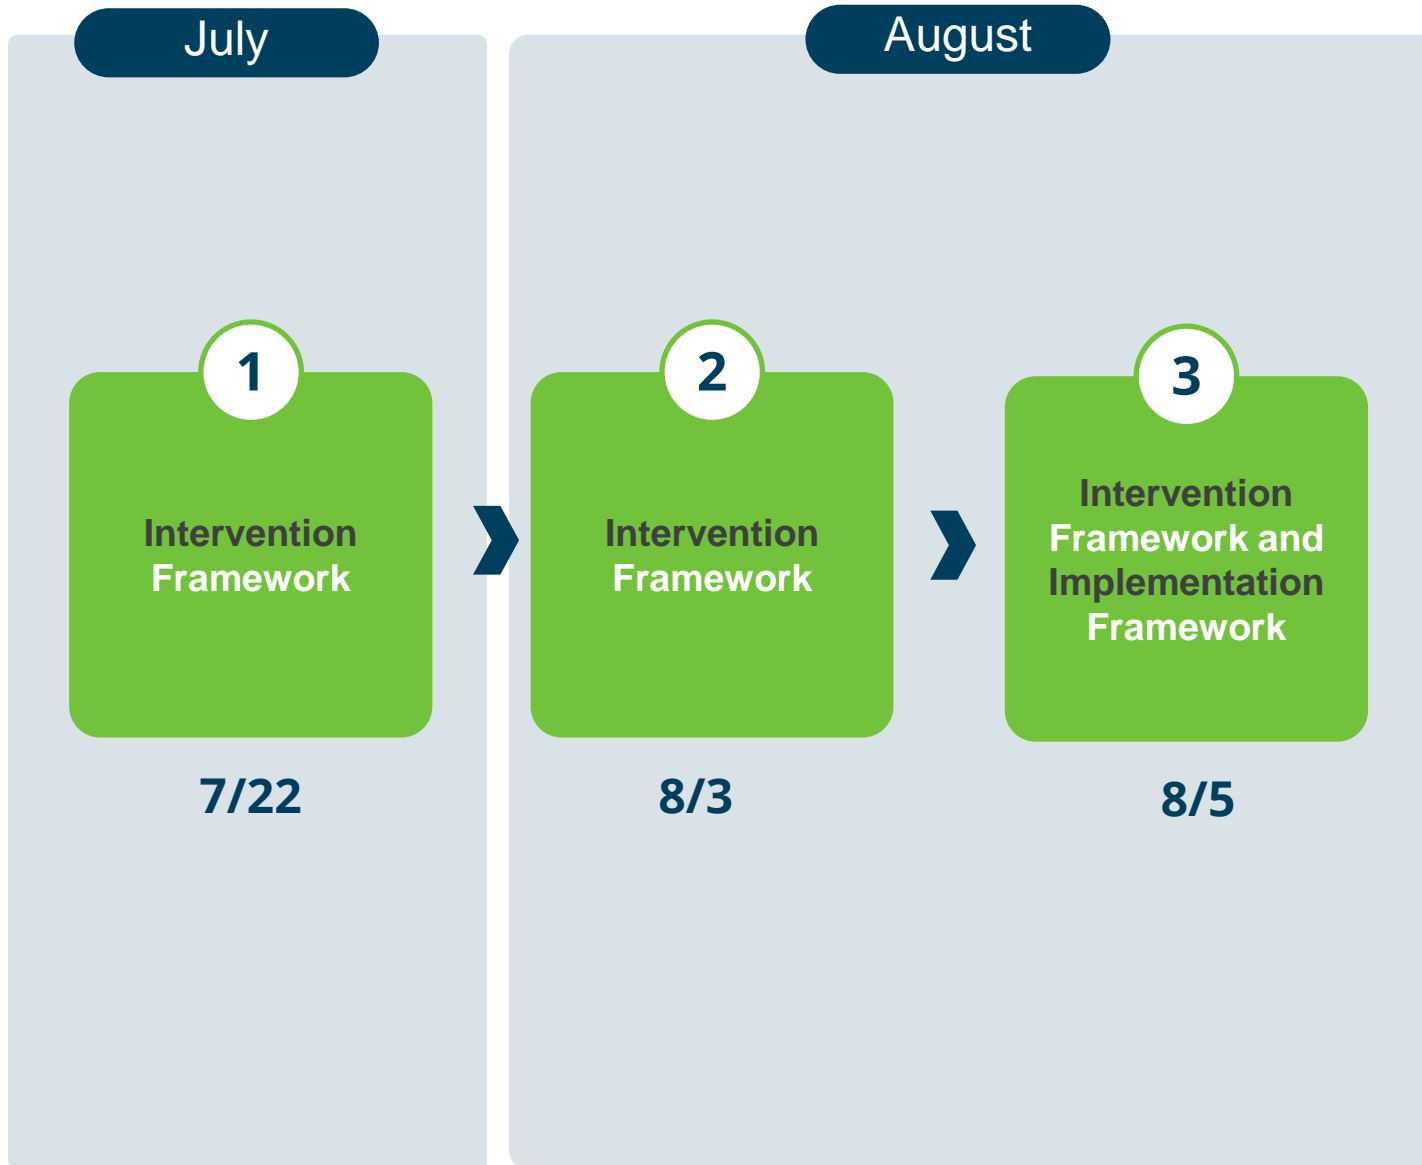 July
August
1
Intervention
Framework
7/22
2
Intervention
Framework
8/3
3
Intervention
Framework and
Implementation
Framework
8/5